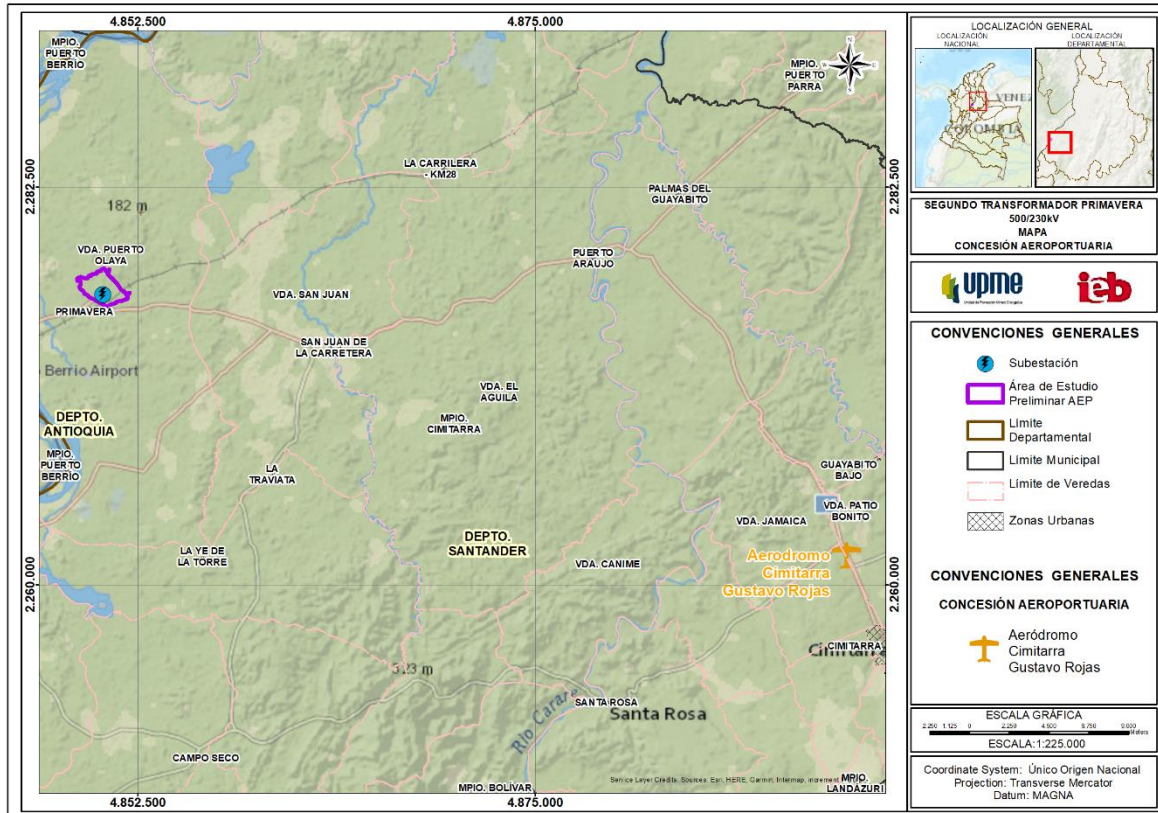 4.852.500
4.875.000
MPIO.
PUERTO
BERRÍO
MPIO.
PUERTO
PARRA
N
W
E
S
LA CARRILERA
- KM28
2.282.500
2.282.500
PALMAS DEL
GUAYABITO
182 m
VDA. PUERTO
OLAYA
PUERTO
ARAUJO
VDA. SAN JUAN
PRIMAVERA
SAN JUAN DE
LA CARRETERA
Berrio Airport
VDA. EL
AGUILA
DEPTO.
ANTIOQUIA
MPIO.
CIMITARRA
MPIO.
PUERTO
BERRÍO
LA
TRAVIATA
GUAYABITO
BAJO
VDA. PATIO
BONITO
VDA. JAMAICA
DEPTO.
SANTANDER
LA YE DE
LA TORRE
VDA. CANIME
Aerodromo
Cimitarra
Gustavo Rojas
2.260.000
2.260.000
CIMITARRA
323 m
SANTA ROSA
Santa Rosa
Río Carare
CAMPO SECO
MPIO. BOLÍVAR
Service Layer Credits: Sources: Esri, HERE, Garmin, Intermap, increment
MPIO.
LANDÁZURI
4.852.500
4.875.000
LOCALIZACIÓN GENERAL
LOCALIZACIÓN
NACIONAL
LOCALIZACIÓN
DEPARTAMENTAL
VENEZ
COLOMBIA
SEGUNDO TRANSFORMADOR PRIMAVERA
500/230kV
MAPA
CONCESIÓN AEROPORTUARIA
upme
Unidad de Planeación Minero Energética
ieb
CONVENCIONES GENERALES
Subestación
Área de Estudio
Preliminar AEP
Límite
Departamental
Límite Municipal
Límite de Veredas
Zonas Urbanas
CONVENCIONES GENERALES
CONCESIÓN AEROPORTUARIA
Aeródromo
Cimitarra
Gustavo Rojas
ESCALA GRÁFICA
2.250 1.125 0 2.250 4.500 6.750 9.000
Meters
ESCALA:1:225.000
Coordinate System: Único Origen Nacional
Projection: Transverse Mercator
Datum: MAGNA